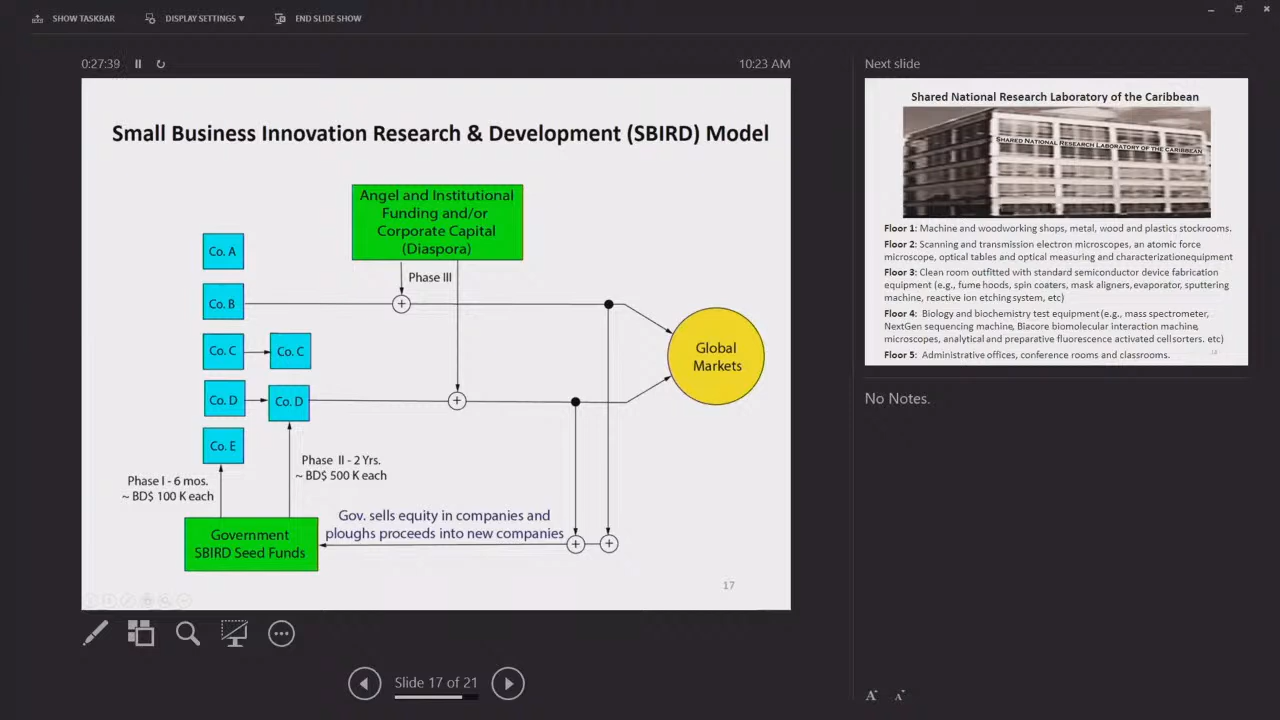 SHOW TASKBAR
DISPLAY SETTINGS ▼
END SLIDE SHOW
0:27:39
10:23 AM
Small Business Innovation Research & Development (SBIRD) Model
Angel and Institutional
Funding and/or
Corporate Capital
(Diaspora)
Phase III
Co. A
Co. B
Co. C
Co. C
Co. D
Co. D
Co. E
Global
Markets
Phase I - 6 mos.
~ BD$ 100 K each
Phase II - 2 Yrs.
~ BD$ 500 K each
Government
SBIRD Seed Funds
Gov. sells equity in companies and
ploughs proceeds into new companies
17
Slide 17 of 21
Next slide
Shared National Research Laboratory of the Caribbean
SHARED NATIONAL RESEARCH LABORATORY OF THE CARIBBEAN
Floor 1: Machine and woodworking shops, metal, wood and plastics stockrooms.
Floor 2: Scanning and transmission electron microscopes, an atomic force
microscope, optical tables and optical measuring and characterizationequipment
Floor 3: Clean room outfitted with standard semiconductor device fabrication
equipment (e.g., fume hoods, spin coaters, mask aligners, evaporator, sputtering
machine, reactive ion etching system, etc)
Floor 4: Biology and biochemistry test equipment (e.g., mass spectrometer,
NextGen sequencing machine, Biacore biomolecular interaction machine,
microscopes, analytical and preparative fluorescence activated cell sorters. etc)
Floor 5: Administrative offices, conference rooms and classrooms.
18
No Notes.
A A